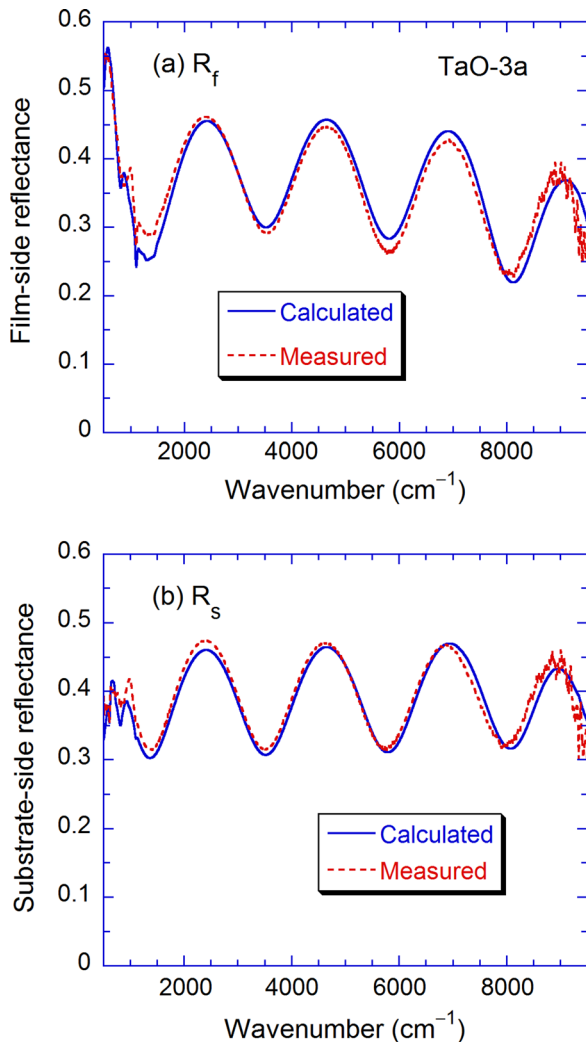 0.6
(a) R_f
TaO-3a
0.5
0.4
0.3
0.2
0.1
0
Film-side reflectance
Calculated
Measured
2000
4000
6000
8000
Wavenumber (cm⁻¹)
0.6
(b) R_s
0.5
0.4
0.3
0.2
0.1
0
Substrate-side reflectance
Calculated
Measured
2000
4000
6000
8000
Wavenumber (cm⁻¹)